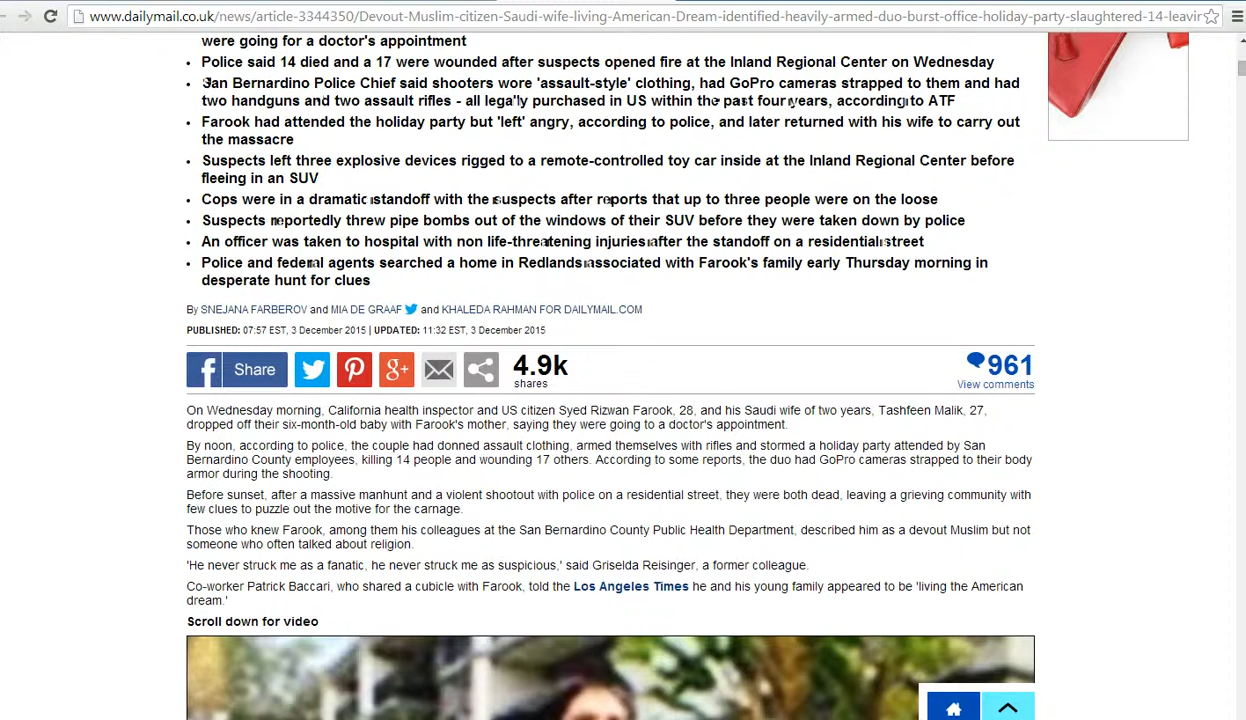 www.dailymail.co.uk/news/article-3344350/Devout-Muslim-citizen-Saudi-wife-living-American-Dream-identified-heavily-armed-duo-burst-office-holiday-party-slaughtered-14-leavir
were going for a doctor's appointment
Police said 14 died and a 17 were wounded after suspects opened fire at the Inland Regional Center on Wednesday
San Bernardino Police Chief said shooters wore 'assault-style' clothing, had GoPro cameras strapped to them and had
two handguns and two assault rifles - all legally purchased in US within the past four years, according to ATF
Farook had attended the holiday party but 'left' angry, according to police, and later returned with his wife to carry out
the massacre
Suspects left three explosive devices rigged to a remote-controlled toy car inside at the Inland Regional Center before
fleeing in an SUV
Cops were in a dramatic standoff with the suspects after reports that up to three people were on the loose
Suspects reportedly threw pipe bombs out of the windows of their SUV before they were taken down by police
An officer was taken to hospital with non life-threatening injuries after the standoff on a residential street
Police and federal agents searched a home in Redlands associated with Farook's family early Thursday morning in
desperate hunt for clues
By SNEJANA FARBEROV and MIA DE GRAAF and KHALEDA RAHMAN FOR DAILYMAIL.COM
PUBLISHED: 07:57 EST, 3 December 2015 | UPDATED: 11:32 EST, 3 December 2015
f Share g+ 4.9k shares
961
View comments
On Wednesday morning, California health inspector and US citizen Syed Rizwan Farook, 28, and his Saudi wife of two years, Tashfeen Malik, 27,
dropped off their six-month-old baby with Farook's mother, saying they were going to a doctor's appointment.
By noon, according to police, the couple had donned assault clothing, armed themselves with rifles and stormed a holiday party attended by San
Bernardino County employees, killing 14 people and wounding 17 others. According to some reports, the duo had GoPro cameras strapped to their body
armor during the shooting.
Before sunset, after a massive manhunt and a violent shootout with police on a residential street, they were both dead, leaving a grieving community with
few clues to puzzle out the motive for the carnage.
Those who knew Farook, among them his colleagues at the San Bernardino County Public Health Department, described him as a devout Muslim but not
someone who often talked about religion.
'He never struck me as a fanatic, he never struck me as suspicious,' said Griselda Reisinger, a former colleague.
Co-worker Patrick Baccari, who shared a cubicle with Farook, told the Los Angeles Times he and his young family appeared to be 'living the American
dream.'
Scroll down for video